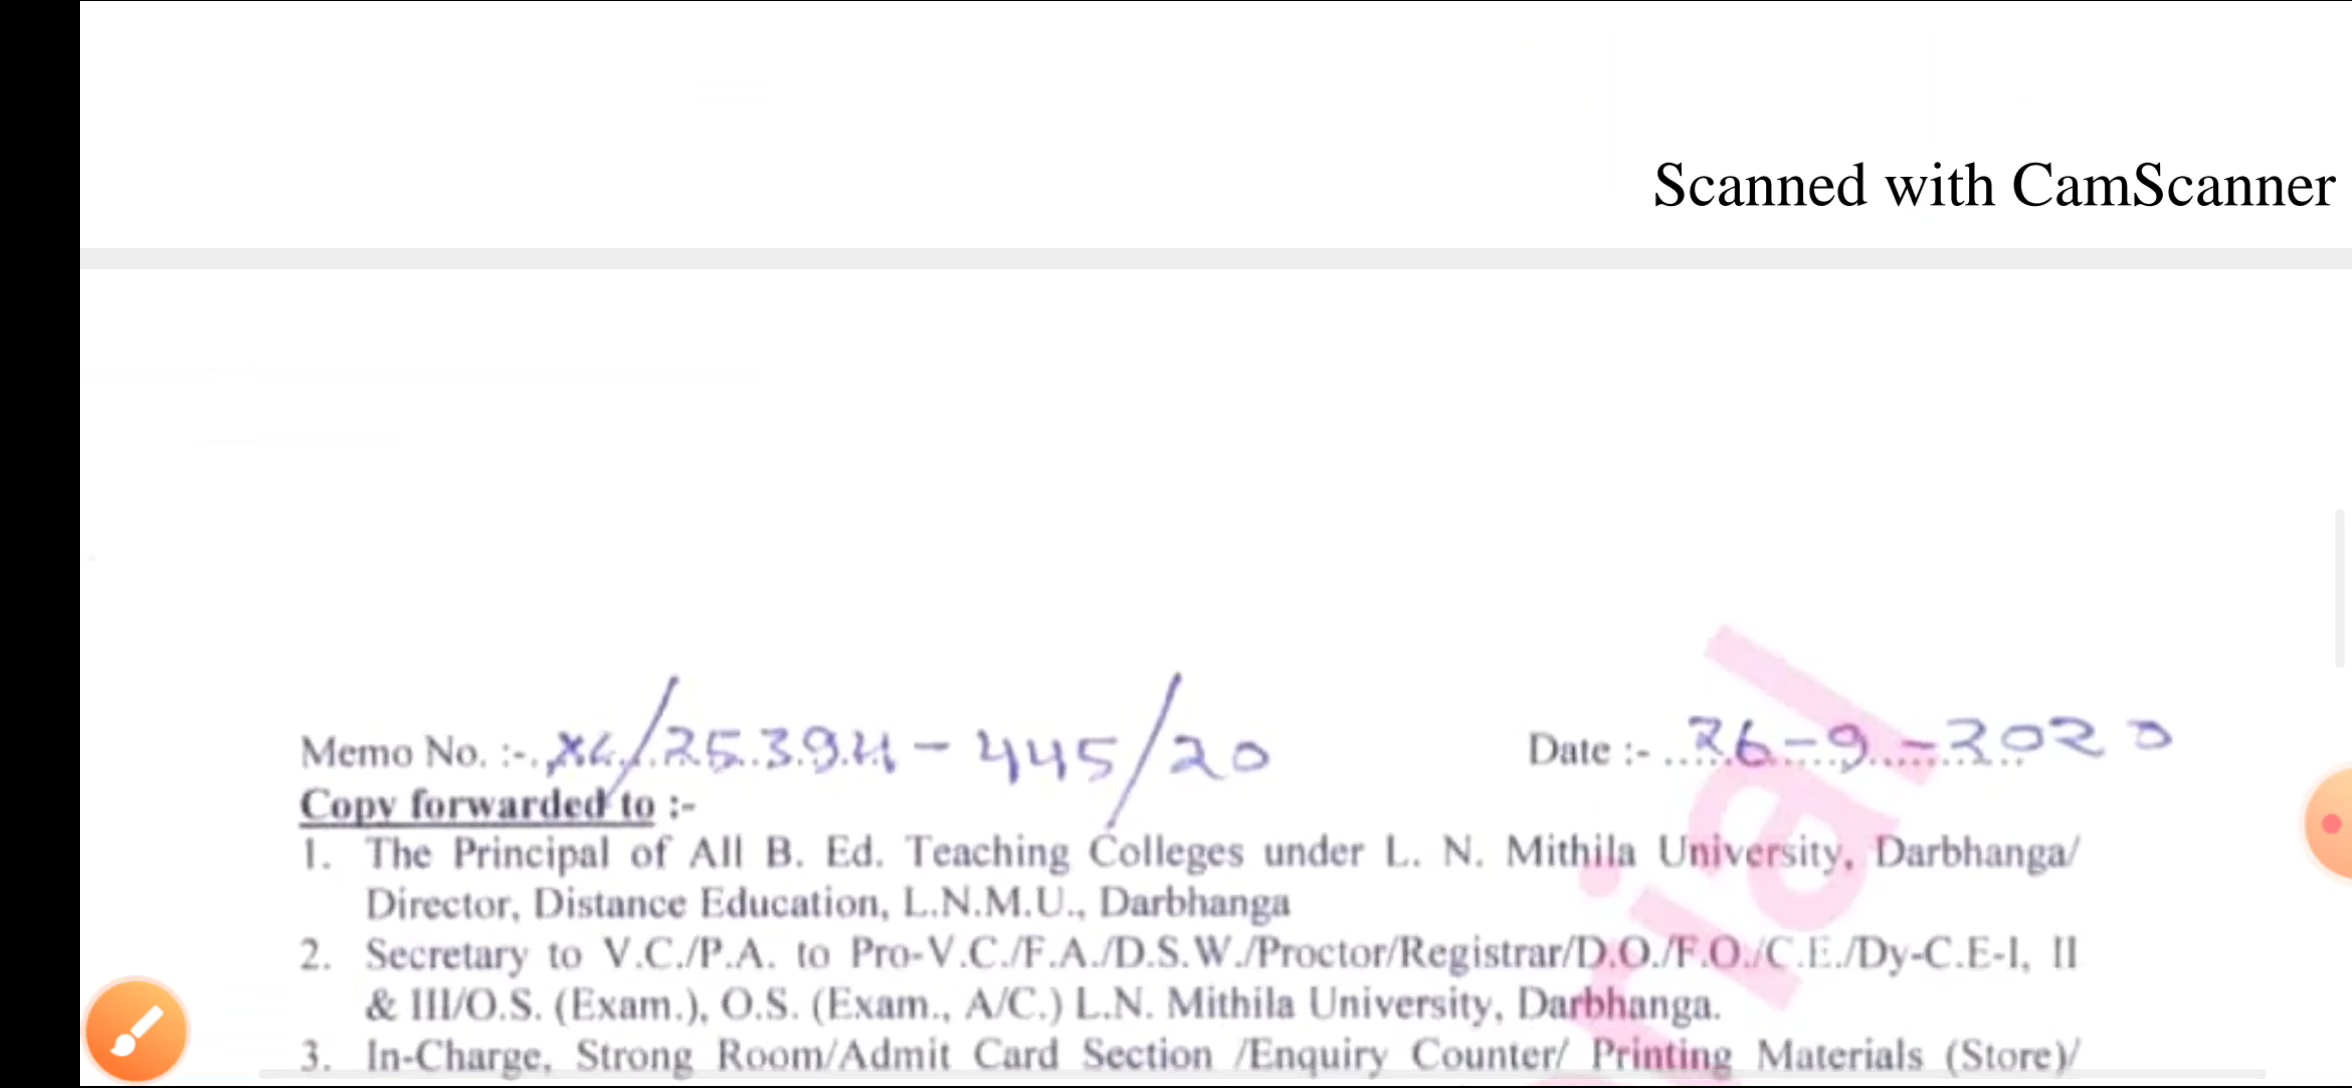 Scanned with CamScanner
Memo No. :- X6/25394-445/20 Date :- 26-9-2020
Copy forwarded to :-
1. The Principal of All B. Ed. Teaching Colleges under L. N. Mithila University, Darbhanga/
Director, Distance Education, L.N.M.U., Darbhanga
2. Secretary to V.C./P.A. to Pro-V.C./F.A./D.S.W./Proctor/Registrar/D.O./F.O./C.E./Dy-C.E-I, II
& III/O.S. (Exam.), O.S. (Exam., A/C.) L.N. Mithila University, Darbhanga.
3. In-Charge, Strong Room/Admit Card Section /Enquiry Counter/ Printing Materials (Store)/